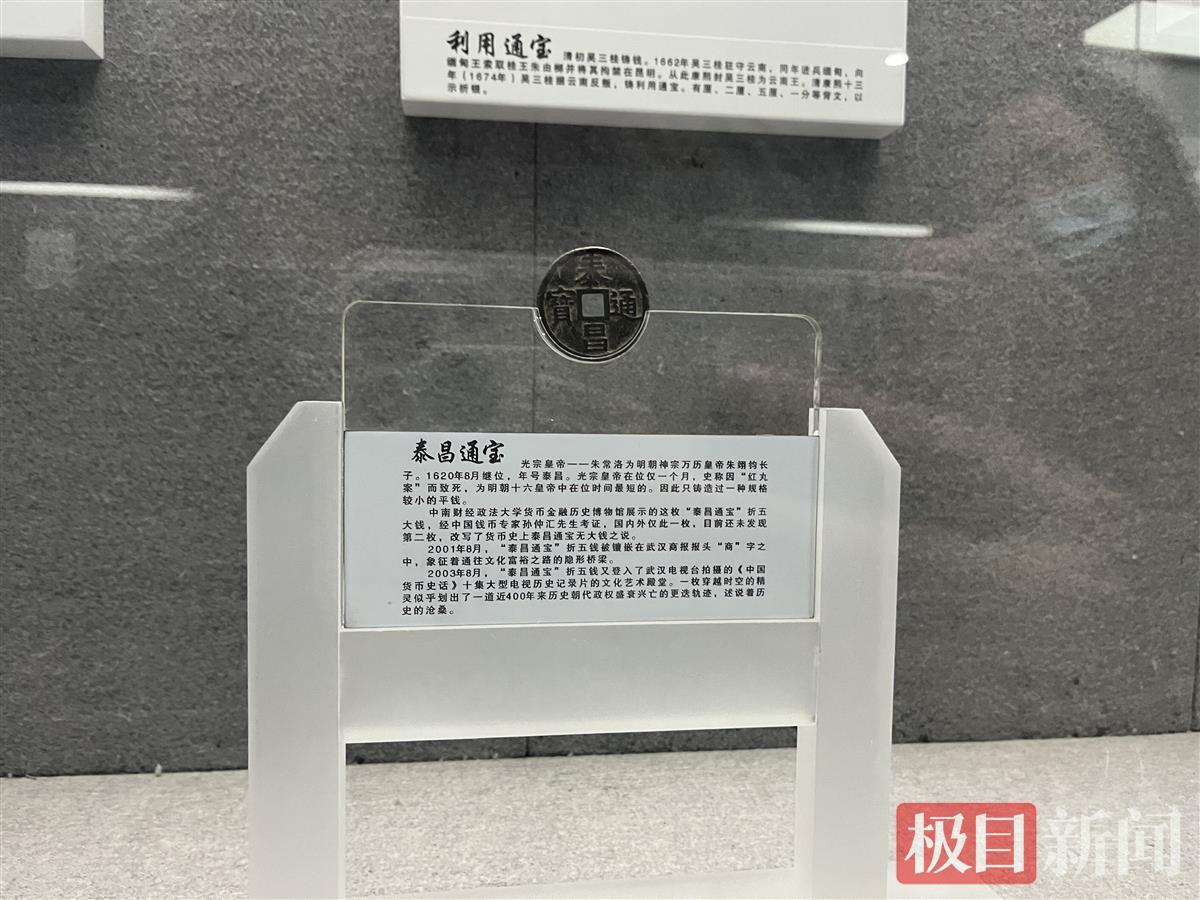 利用通宝 清初吴三桂铸钱。1662年吴三桂驻守云南,同年进兵缅甸,向
缅甸王索取桂王朱由榔并将其拘禁在昆明。从此康熙封吴三桂为云南王。清康熙十三
年(1674年)吴三桂据云南反叛,铸利用通宝。有厘、二厘、五厘、一分等背文,以
示折银。
泰
寶 通
昌
泰昌通宝 光宗皇帝——朱常洛为明朝神宗万历皇帝朱翊钧长
子。1620年8月继位,年号泰昌。光宗皇帝在位仅一个月,史称因“红丸
案”而致死,为明朝十六皇帝中在位时间最短的。因此只铸造过一种规格
较小的平钱。
中南财经政法大学货币金融历史博物馆展示的这枚“泰昌通宝”折五
大钱,经中国钱币专家孙仲汇先生考证,国内外仅此一枚,目前还未发现
第二枚,改写了货币史上泰昌通宝无大钱之说。
2001年8月,“泰昌通宝”折五钱被镶嵌在武汉商报报头“商”字之
中,象征着通往文化富裕之路的隐形桥梁。
2003年8月,“泰昌通宝”折五钱又登入了武汉电视台拍摄的《中国
货币史话》十集大型电视历史记录片的文化艺术殿堂。一枚穿越时空的精
灵似乎划出了一道近400年来历史朝代政权盛衰兴亡的更迭轨迹,述说着历
史的沧桑。
极目新闻